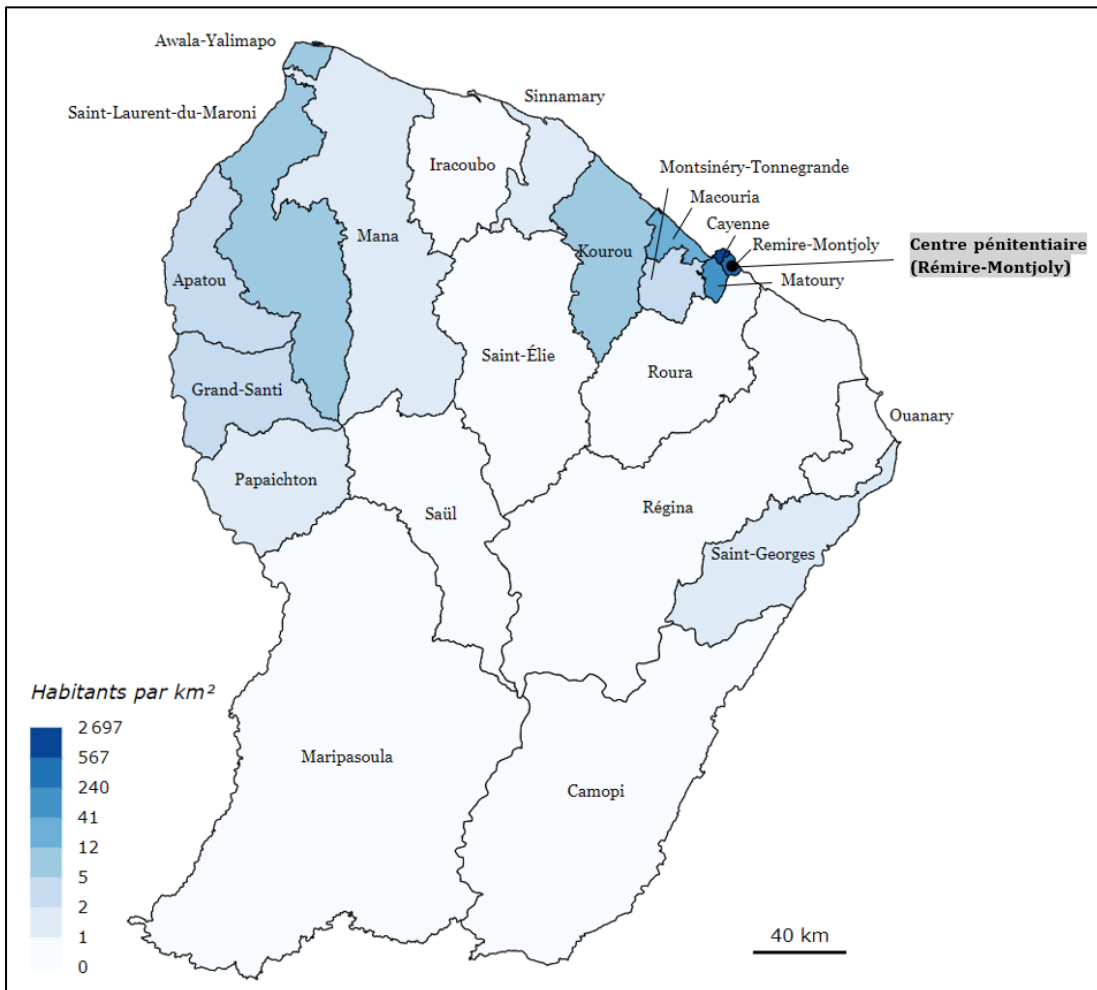 Awala-Yalimapo
Sinnamary
Saint-Laurent-du-Maroni
Iracoubo
Montsinéry-Tonnegrande
Macouria
Cayenne
Mana
Kourou
Remire-Montjoly
Centre pénitentiaire
(Rémire-Montjoly)
Apatou
Matoury
Saint-Élie
Roura
Grand-Santi
Ouanary
Papaichton
Saül
Régina
Saint-Georges
Habitants par km²
2 697
567
240
41
12
5
2
1
0
Maripasoula
Camopi
40 km